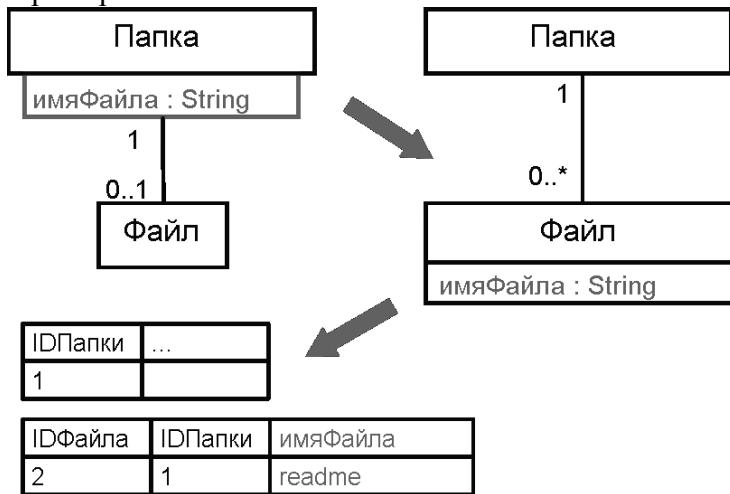 Папка
имяФайла : String
1
0..1
Файл
Папка
1
0..*
Файл
имяФайла : String
IDПапки ...
1
IDФайла IDПапки имяФайла
2 1 readme